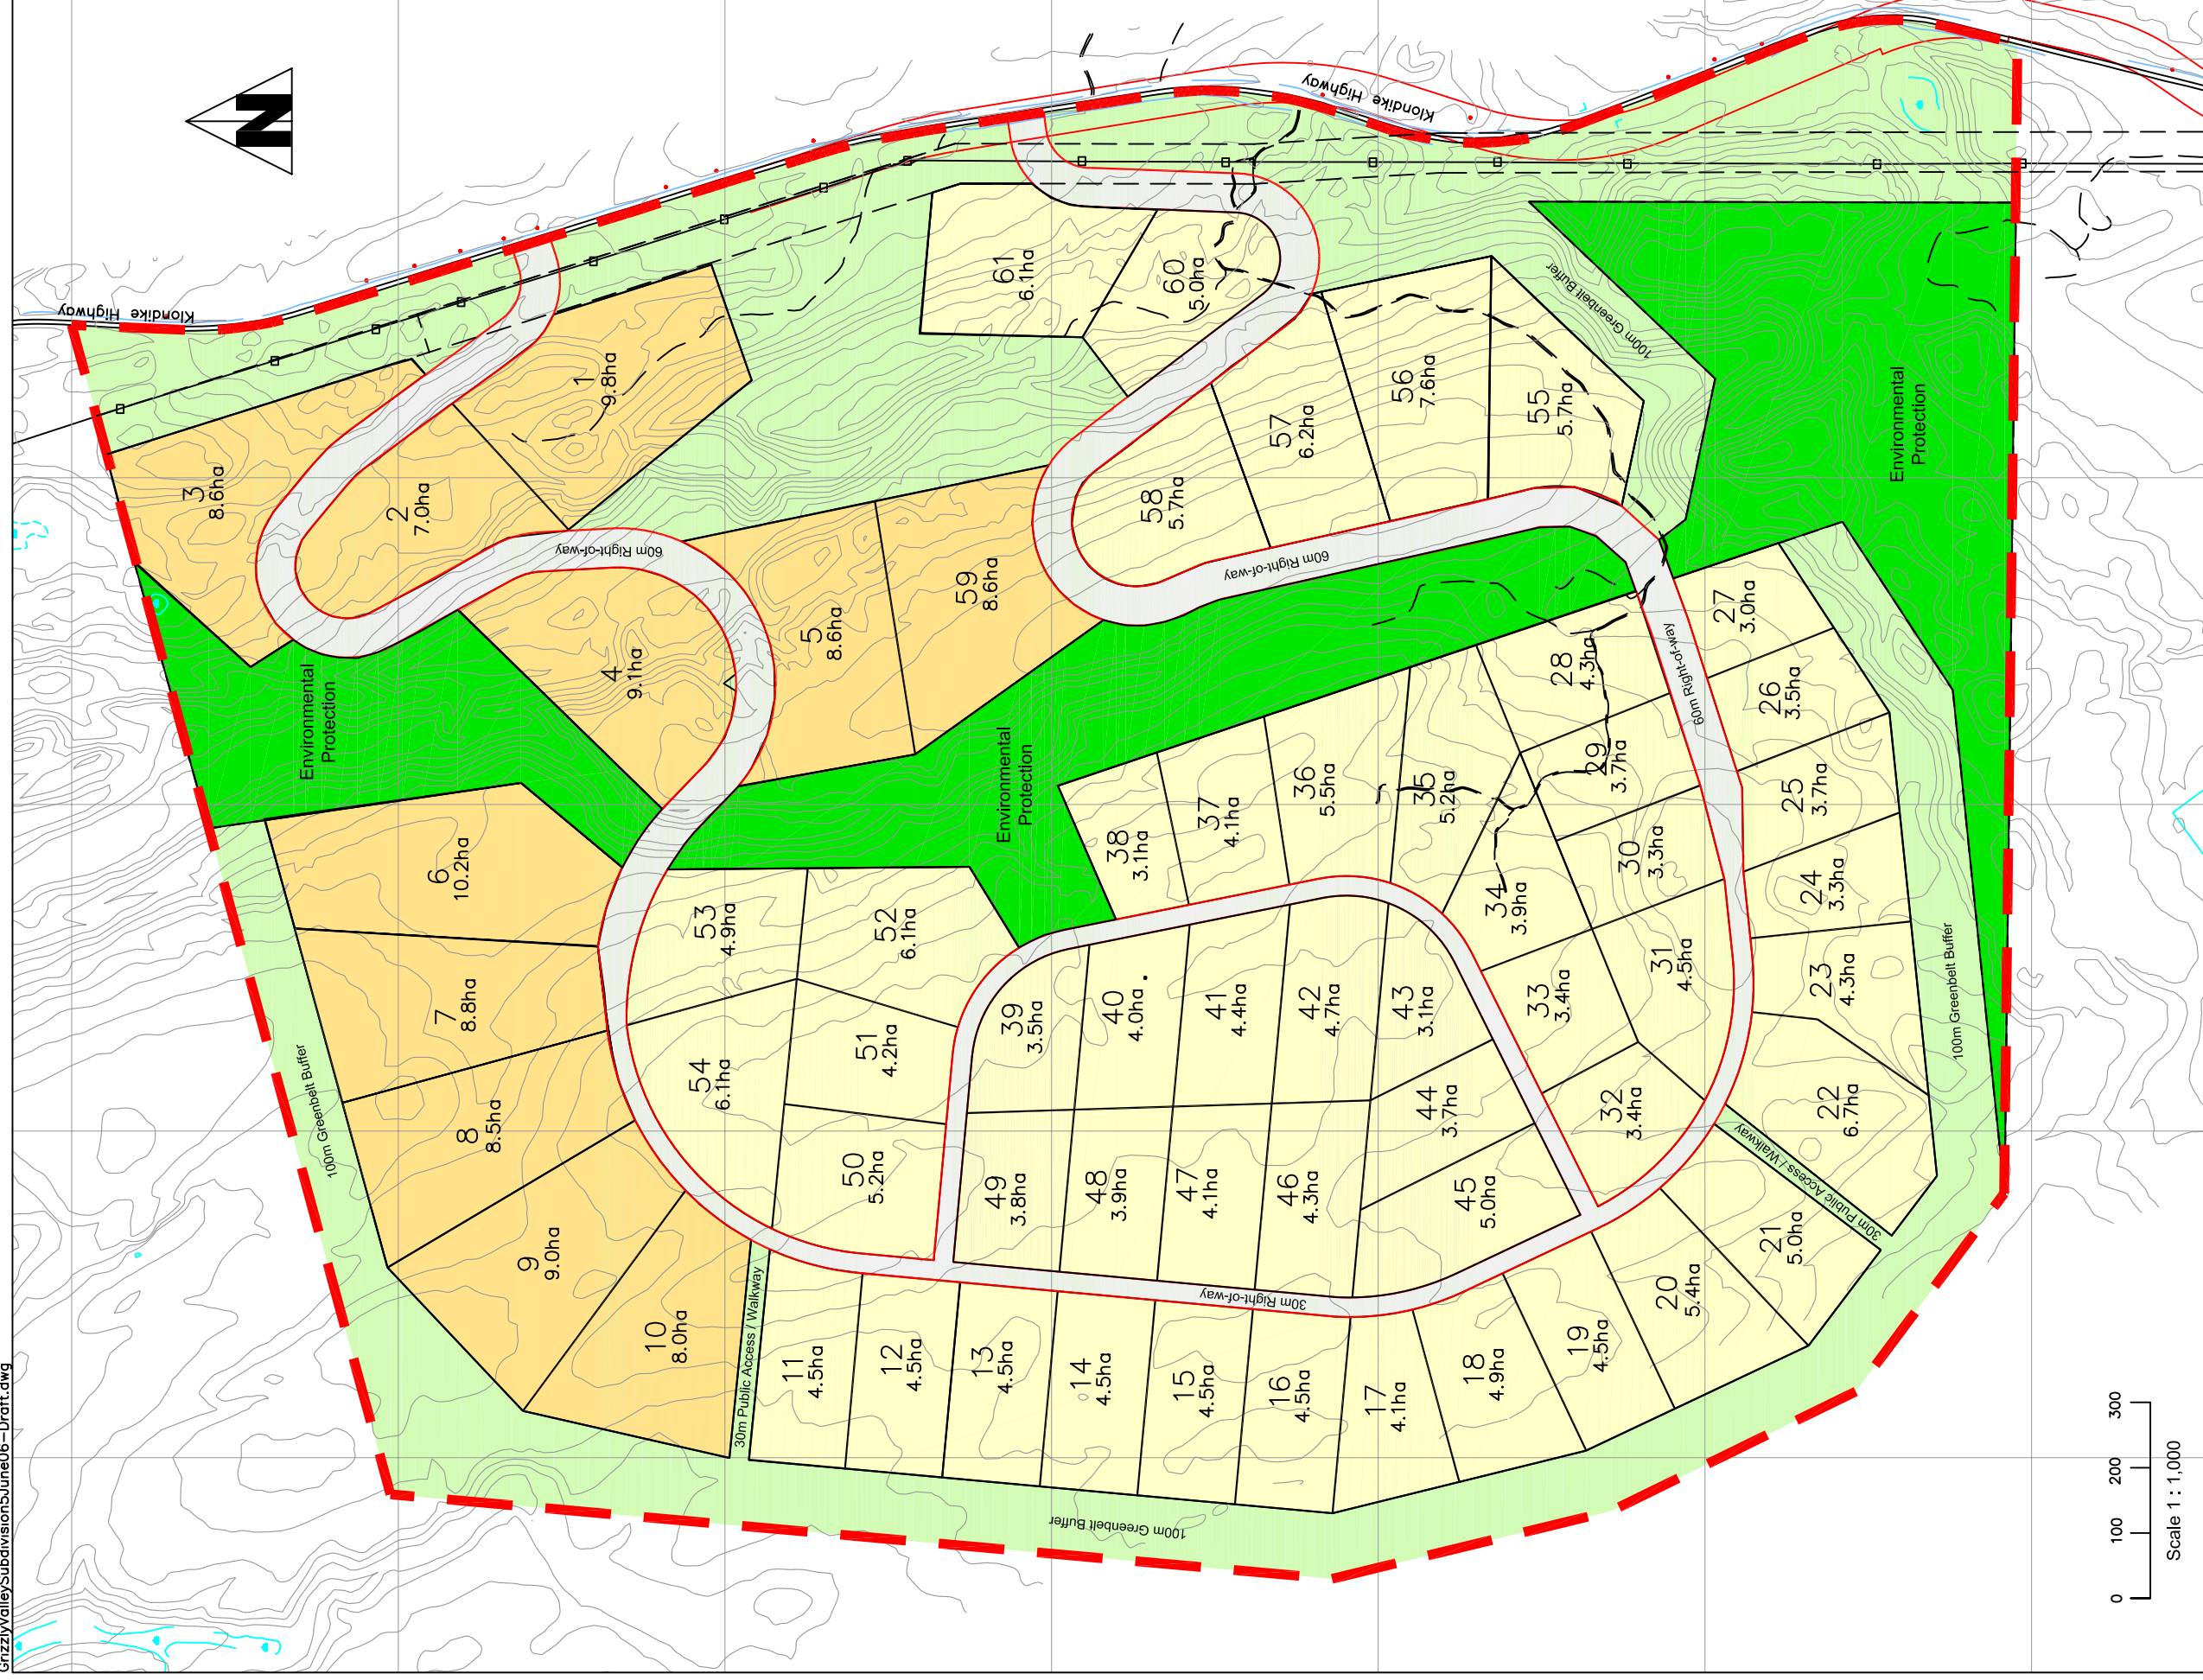 GrizzlyValleySubdivision5June06-Draft.dwg
N
Klondike Highway
Klondike Highway
3
8.6ha
2
7.0ha
1
9.8ha
61
6.1ha
60
5.0ha
100m Greenbelt Buffer
Environmental
Protection
57
6.2ha
56
7.6ha
55
5.7ha
58
5.7ha
60m Right-of-way
60m Right-of-way
59
8.6ha
5
8.6ha
4
9.1ha
Environmental
Protection
Environmental
Protection
60m Right-of-way
27
3.0ha
28
4.3ha
26
3.5ha
29
3.7ha
25
3.7ha
30
3.3ha
24
3.3ha
38
3.1ha
37
4.1ha
36
5.5ha
35
5.2ha
34
3.9ha
6
10.2ha
7
8.8ha
8
8.5ha
9
9.0ha
10
8.0ha
53
4.9ha
52
6.1ha
54
6.1ha
51
4.2ha
50
5.2ha
39
3.5ha
40
4.0ha
41
4.4ha
42
4.7ha
43
3.1ha
33
3.4ha
31
4.5ha
23
4.3ha
44
3.7ha
32
3.4ha
22
6.7ha
49
3.8ha
48
3.9ha
47
4.1ha
46
4.3ha
45
5.0ha
21
5.0ha
20
5.4ha
100m Greenbelt Buffer
100m Greenbelt Buffer
30m Public Access / Walkway
30m Public Access / Walkway
30m Right-of-way
11
4.5ha
12
4.5ha
13
4.5ha
14
4.5ha
15
4.5ha
16
4.5ha
17
4.1ha
18
4.9ha
19
4.5ha
100m Greenbelt Buffer
0 100 200 300
Scale 1 : 1,000